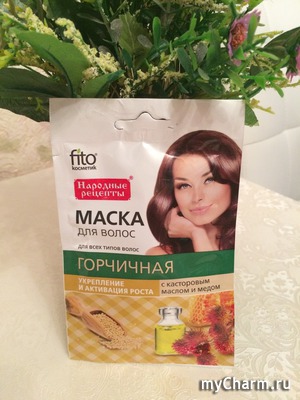 fito
косметик
Народные
рецепты
МАСКА
ДЛЯ ВОЛОС
ДЛЯ ВСЕХ ТИПОВ ВОЛОС
ГОРЧИЧНАЯ
УКРЕПЛЕНИЕ
И АКТИВАЦИЯ РОСТА
с касторовым
маслом и медом
myCharm.ru